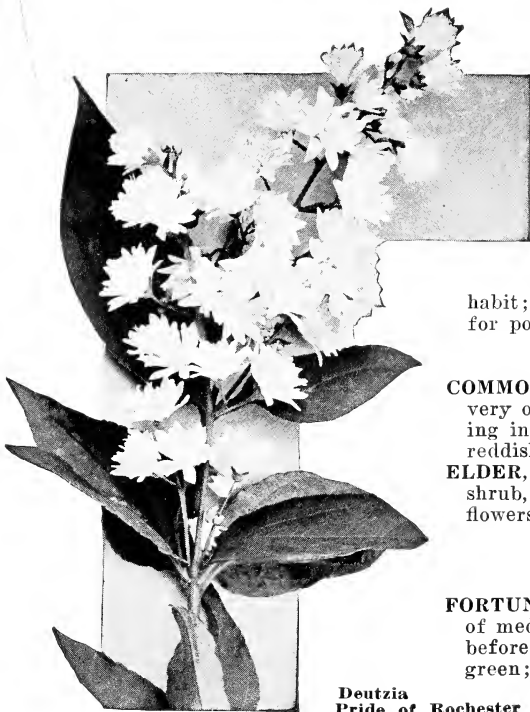 habit;
for po
COMMO
very o
ing in
reddis
ELDER,
shrub,
flowers
FORTUN
of med
before
green;
Deutzia
Pride of Rochester